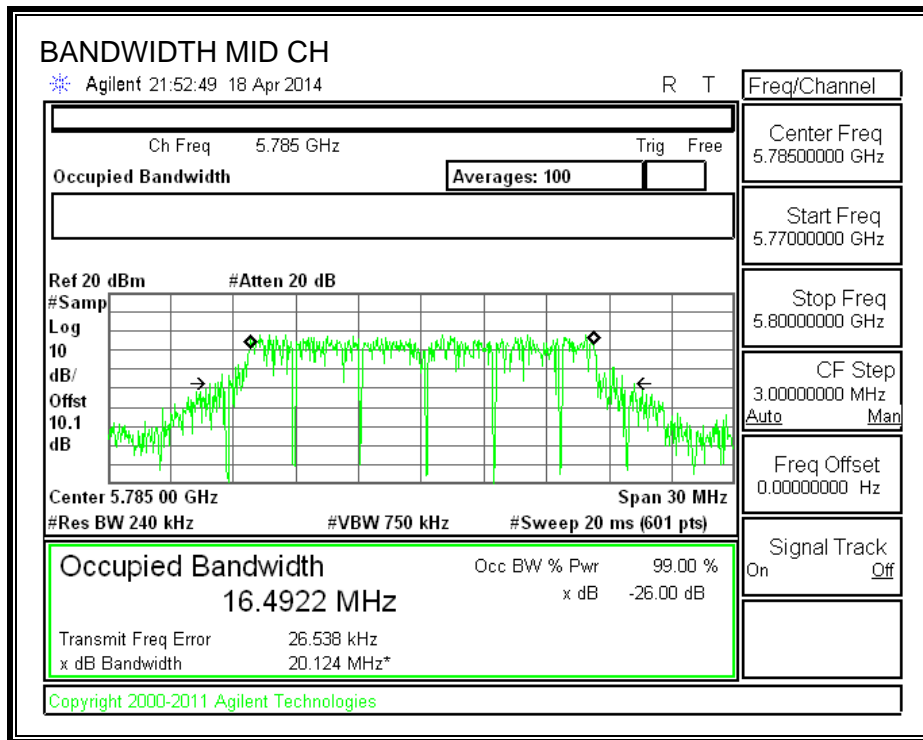 BANDWIDTH MID CH
Agilent 21:52:49 18 Apr 2014 R T
Freq/Channel
Ch Freq 5.785 GHz Trig Free
Occupied Bandwidth Averages: 100
Center Freq
5.78500000 GHz
Start Freq
5.77000000 GHz
Stop Freq
5.80000000 GHz
CF Step
3.00000000 MHz
Auto Man
Freq Offset
0.00000000 Hz
Signal Track
On Off
Ref 20 dBm #Atten 20 dB
#Samp
Log
10
dB/
Offst
10.1
dB
Center 5.785 00 GHz Span 30 MHz
#Res BW 240 kHz #VBW 750 kHz #Sweep 20 ms (601 pts)
Occupied Bandwidth Occ BW % Pwr 99.00 %
16.4922 MHz x dB -26.00 dB
Transmit Freq Error 26.538 kHz
x dB Bandwidth 20.124 MHz*
Copyright 2000-2011 Agilent Technologies